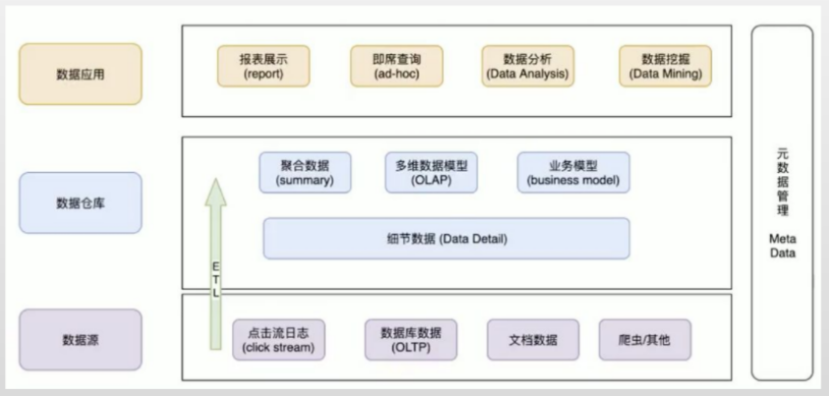 数据应用
报表展示
(report)
即席查询
(ad-hoc)
数据分析
(Data Analysis)
数据挖掘
(Data Mining)
数据仓库
聚合数据
(summary)
多维数据模型
(OLAP)
业务模型
(business model)
细节数据 (Data Detail)
E
T
L
数据源
点击流日志
(click stream)
数据库数据
(OLTP)
文档数据
爬虫/其他
元
数
据
管
理
Meta
Data